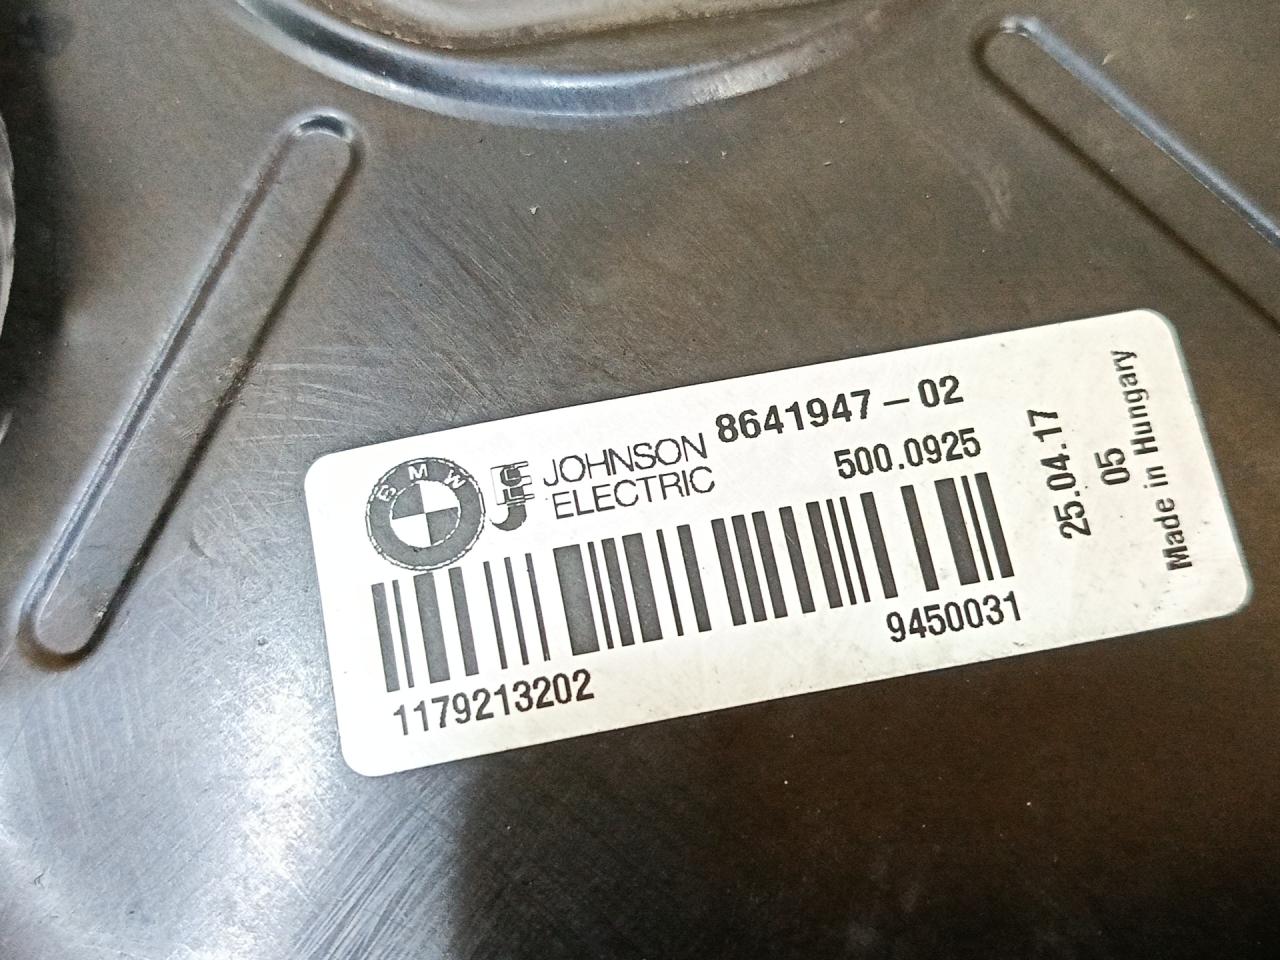 BMW
JOHNSON
ELECTRIC
8641947 – 02
500.0925
1179213202
9450031
25.04.17
05
Made in Hungary